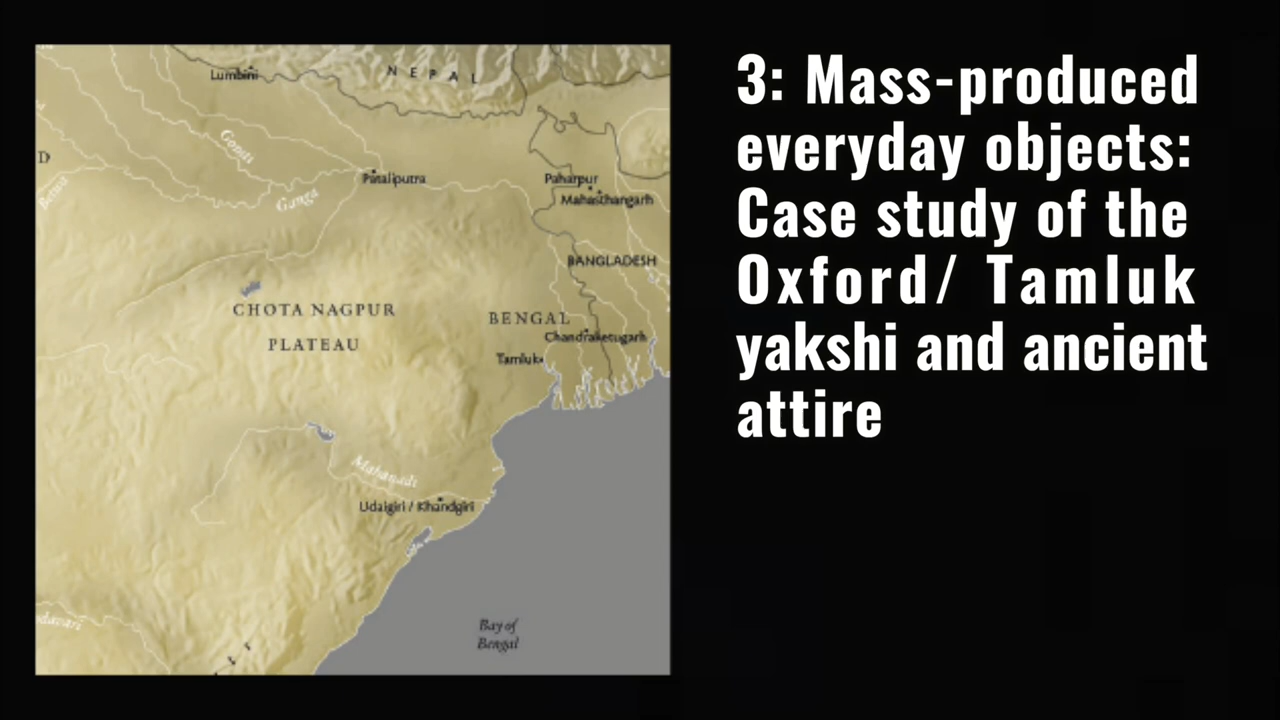 3: Mass-produced
everyday objects:
Case study of the
Oxford/ Tamluk
yakshi and ancient
attire
Lumbini
NEPAL
D
Gomti
Betwa
Ganga
Pataliputra
Paharpur
Mahasthangarh
BANGLADESH
CHOTA NAGPUR
PLATEAU
BENGAL
Chandraketugarh
Tamluk
Mahanadi
Udaigiri / Khandgiri
Bay of
Bengal